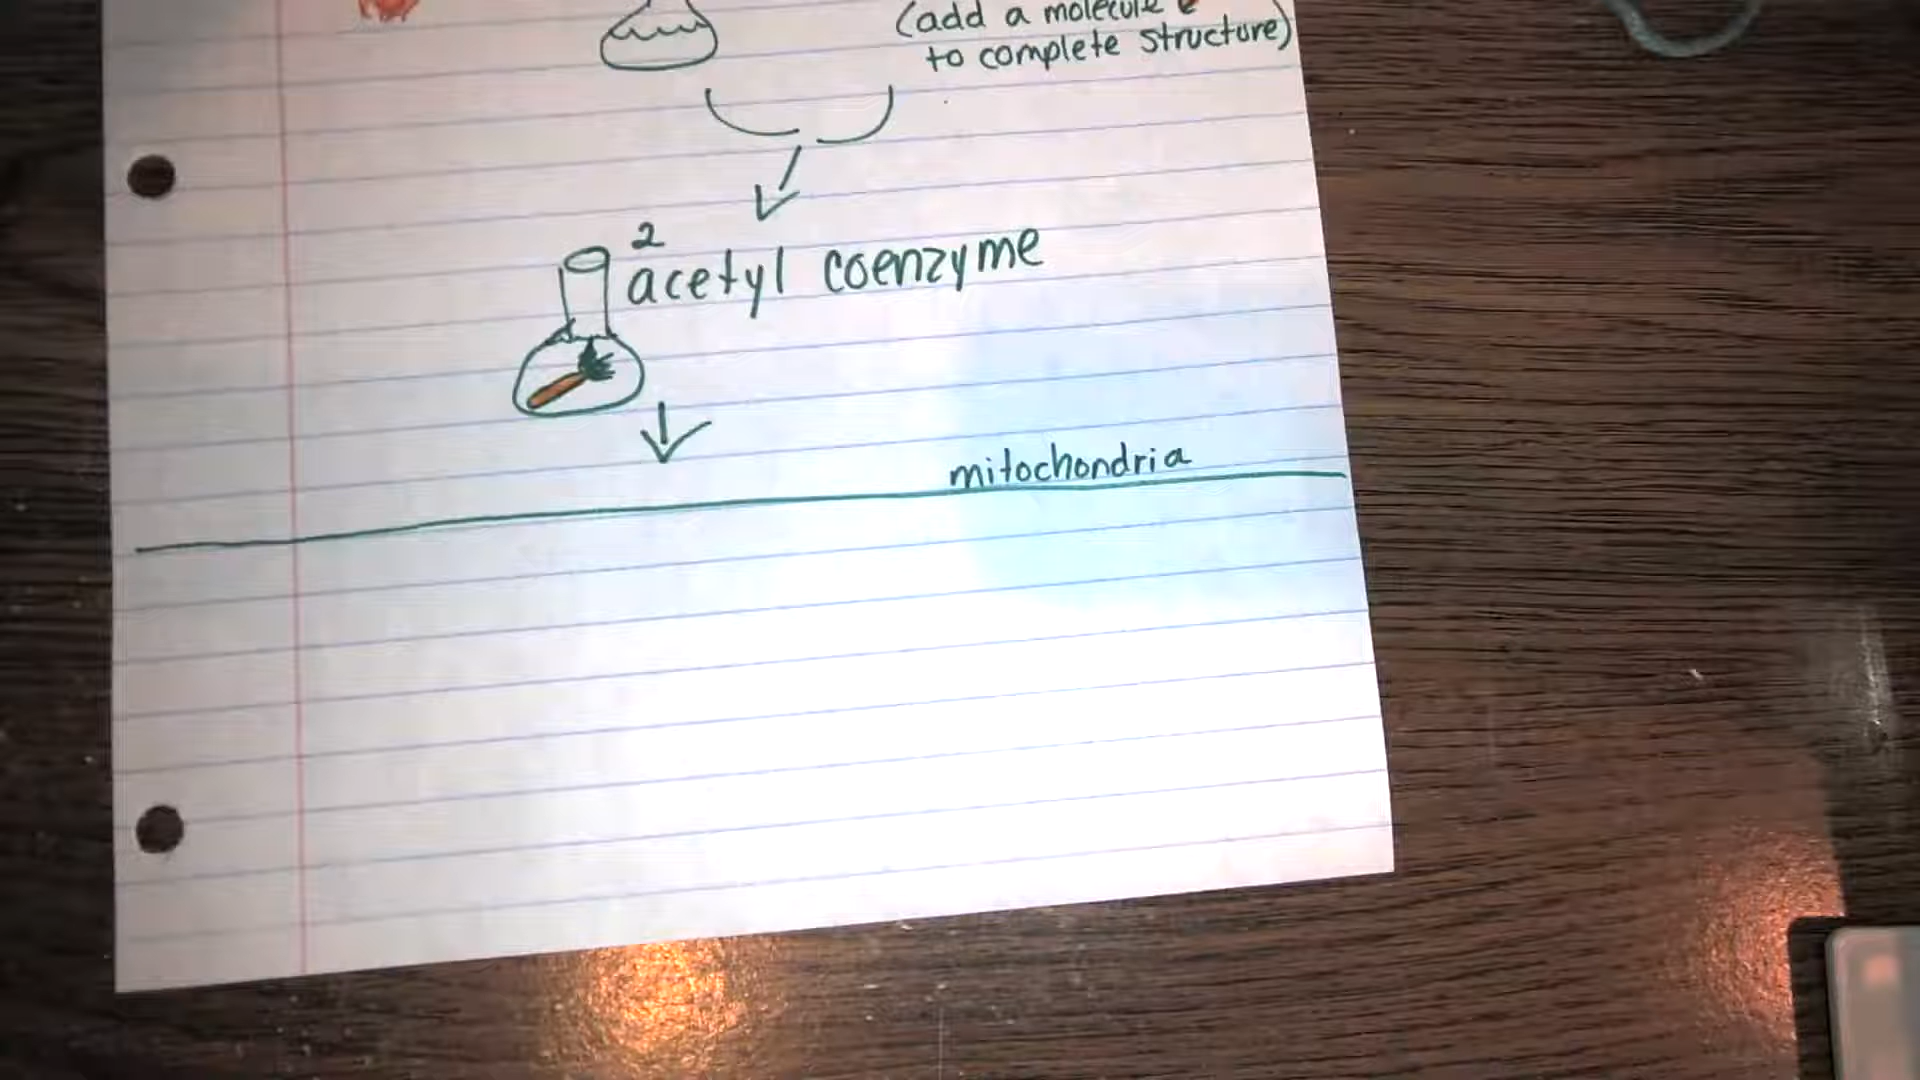 (add a molecule e
to complete structure)
2
acetyl coenzyme
mitochondria